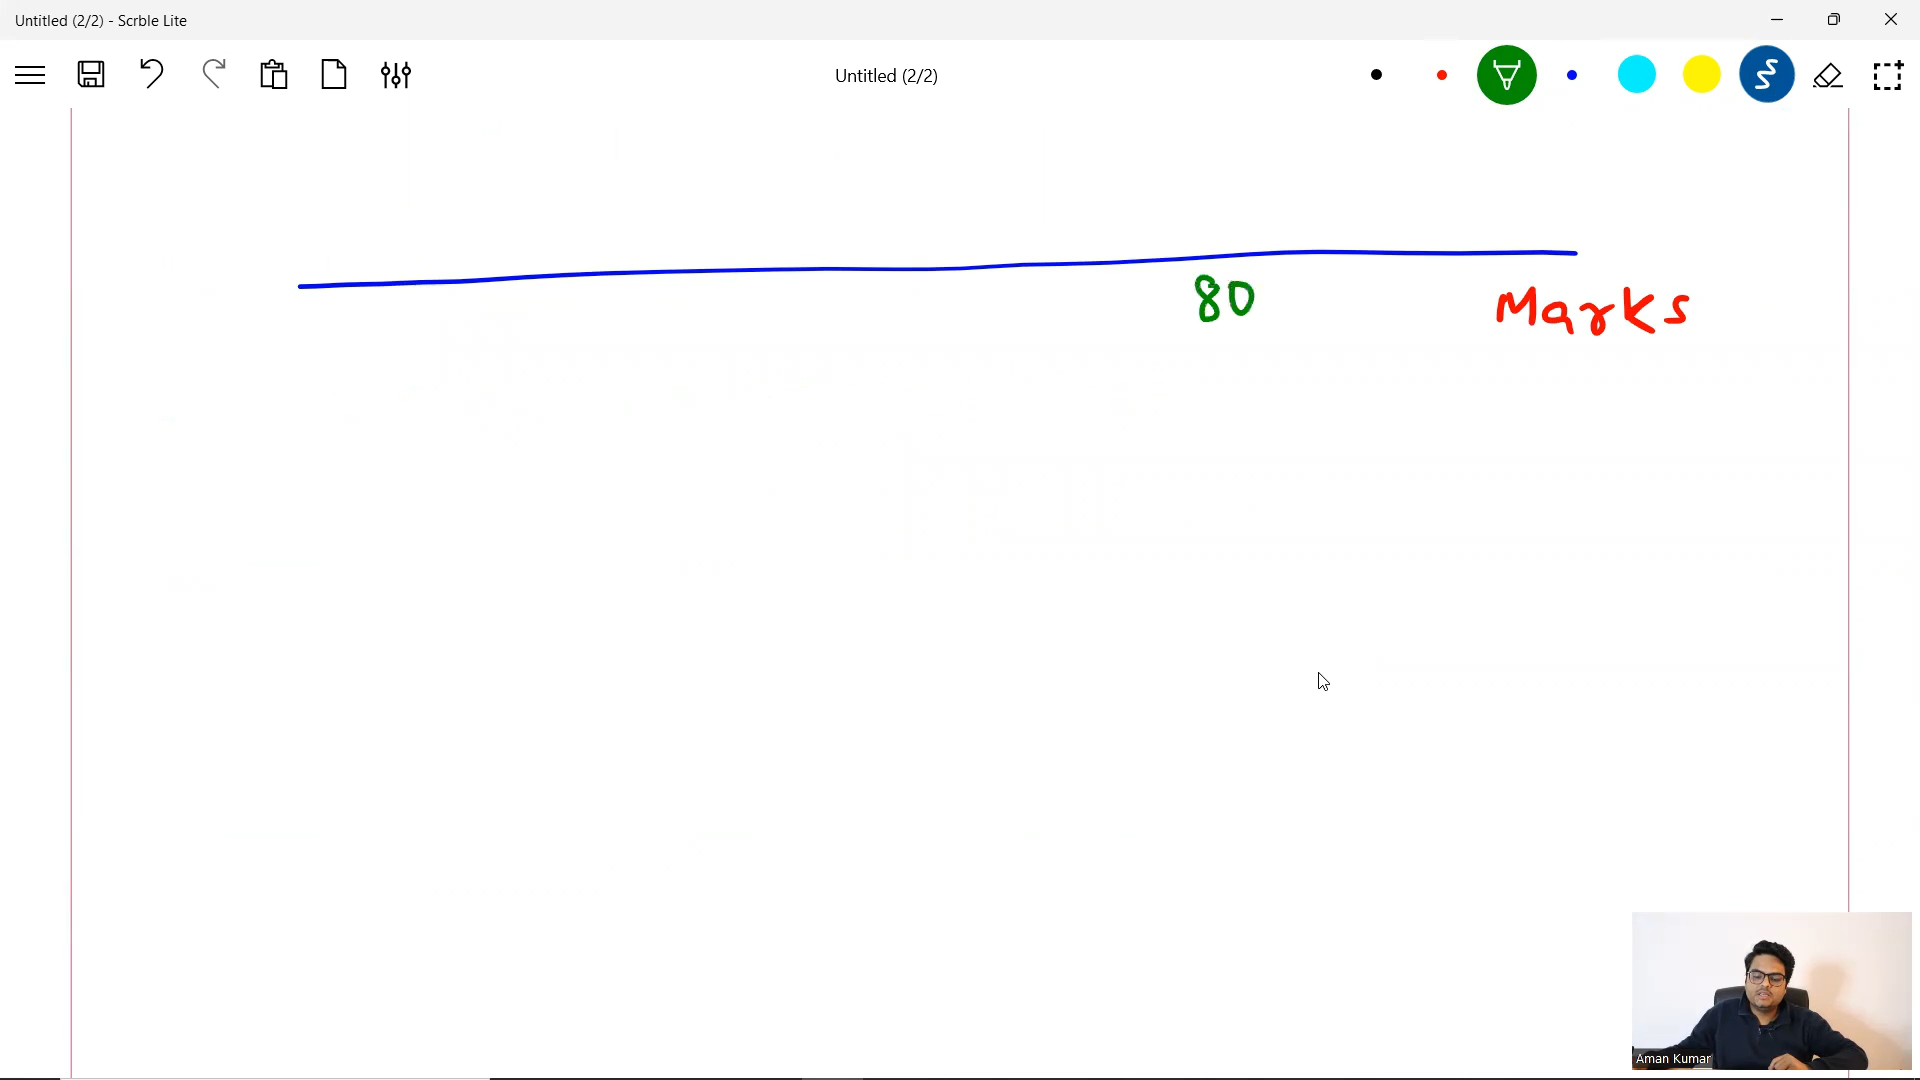 Untitled (2/2) - Scrble Lite
Untitled (2/2)
80
Marks
Aman Kumar